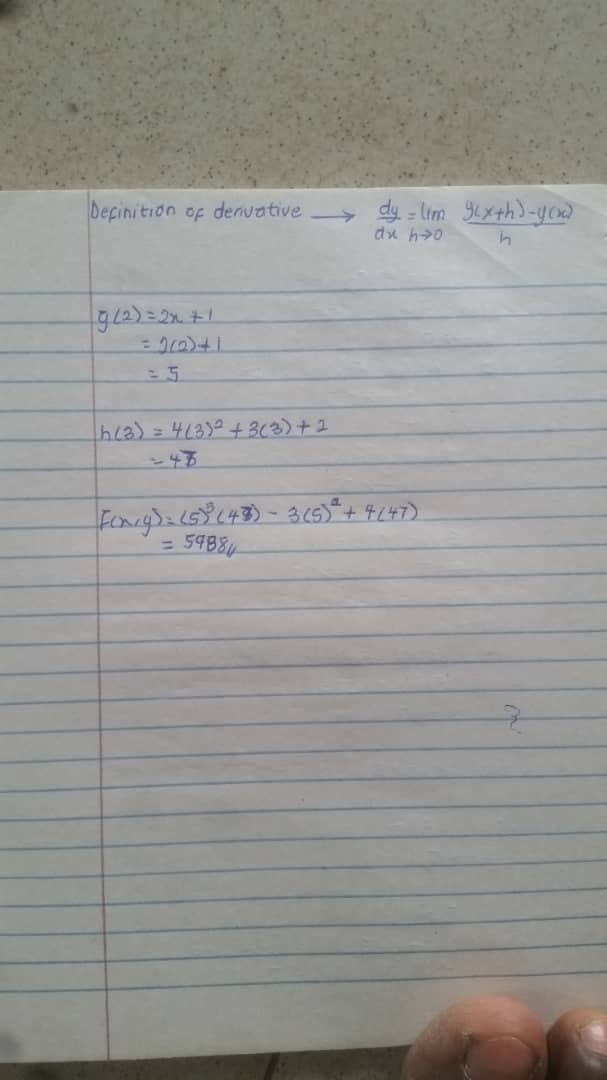 Definition of derivative → dy/dx = lim h→0 y(x+h)-y(x)/h
g(2) = 2x + 1
= 2(2)+1
= 5
h(3) = 4(3)² + 3(3) + 2
= 47
F(x,y) = (5)³(47) - 3(5)² + 4(47)
= 5988